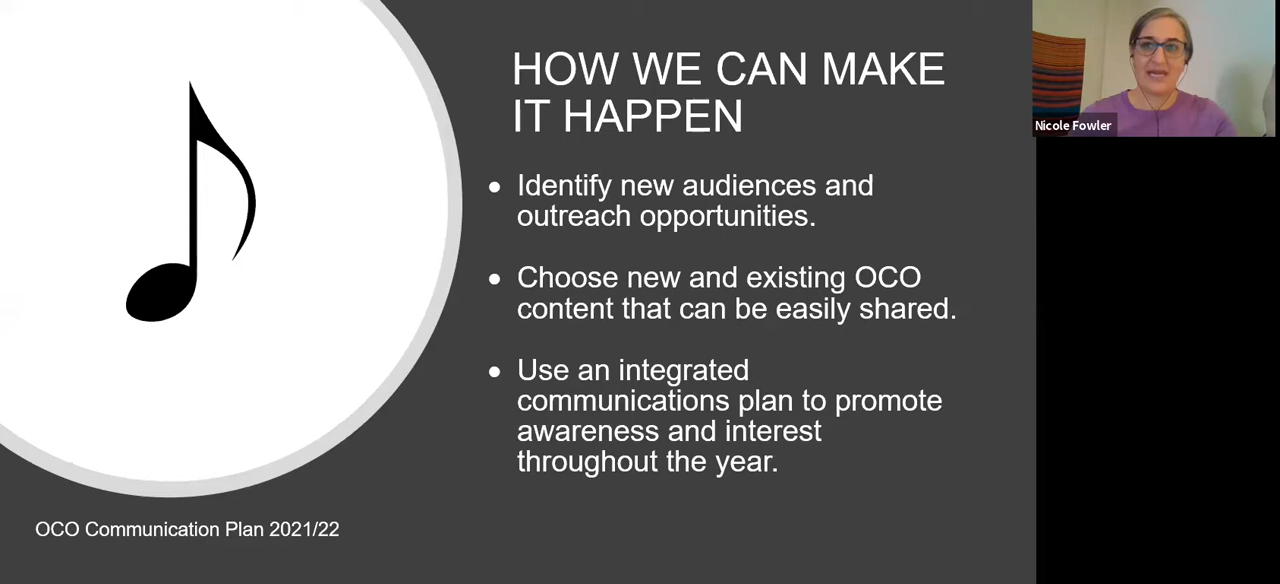 HOW WE CAN MAKE
IT HAPPEN
• Identify new audiences and
outreach opportunities.
• Choose new and existing OCO
content that can be easily shared.
• Use an integrated
communications plan to promote
awareness and interest
throughout the year.
OCO Communication Plan 2021/22
Nicole Fowler